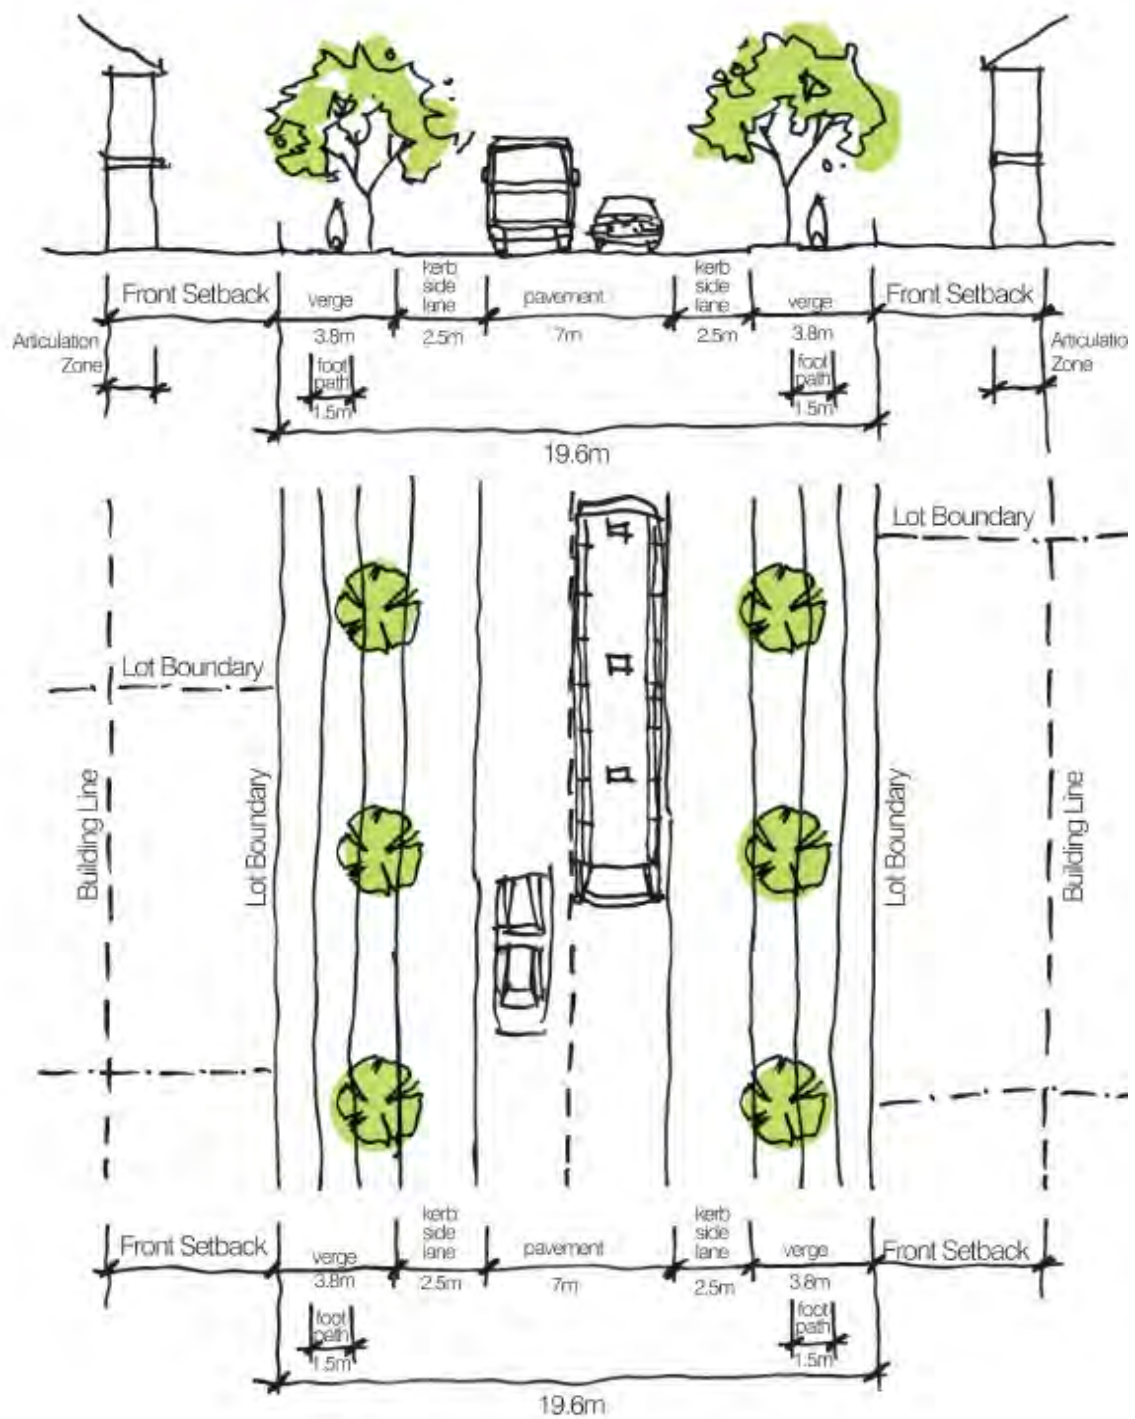 Front Setback
verge
kerb
side
lane
pavement
kerb
side
lane
verge
Front Setback
3.8m
2.5m
7m
2.5m
3.8m
Articulation
Zone
foot
path
1.5m
foot
path
1.5m
Articulatio
Zone
19.6m
Lot Boundary
Lot Boundary
Building Line
Lot Boundary
Lot Boundary
Building Line
Front Setback
verge
kerb
side
lane
pavement
kerb
side
lane
verge
Front Setback
3.8m
2.5m
7m
2.5m
3.8m
foot
path
1.5m
foot
path
1.5m
19.6m